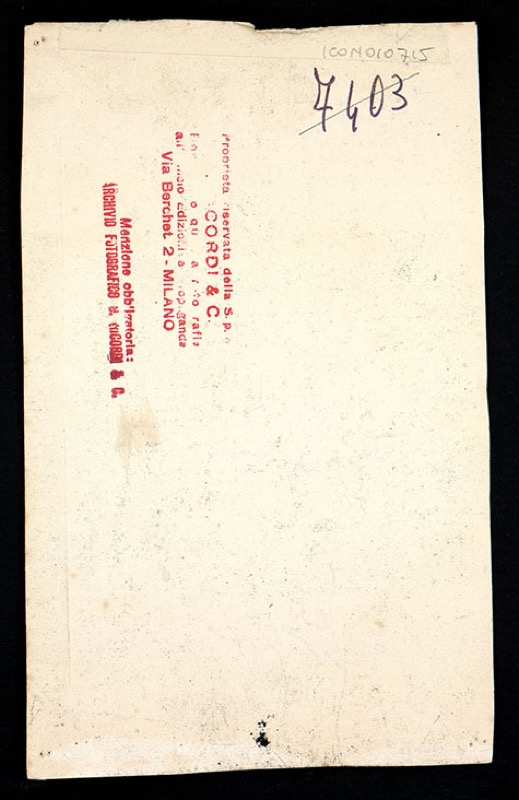 ICON010715
7403
Proprietà riservata della S. p. A.
CORDI & C.
Via Berchet 2 - MILANO
Menzione obbligatoria:
ARCHIVIO FOTOGRAFICO G. RICORDI & C.